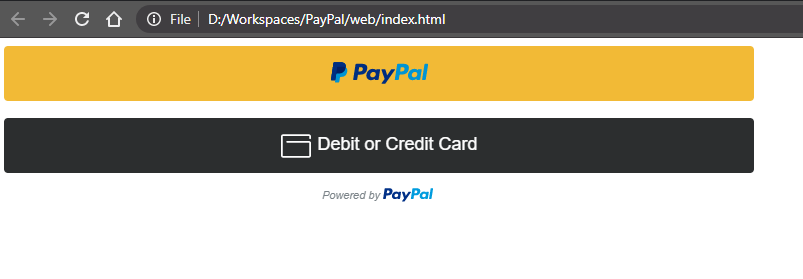 File D:/Workspaces/PayPal/web/index.html
PayPal
Debit or Credit Card
Powered by PayPal